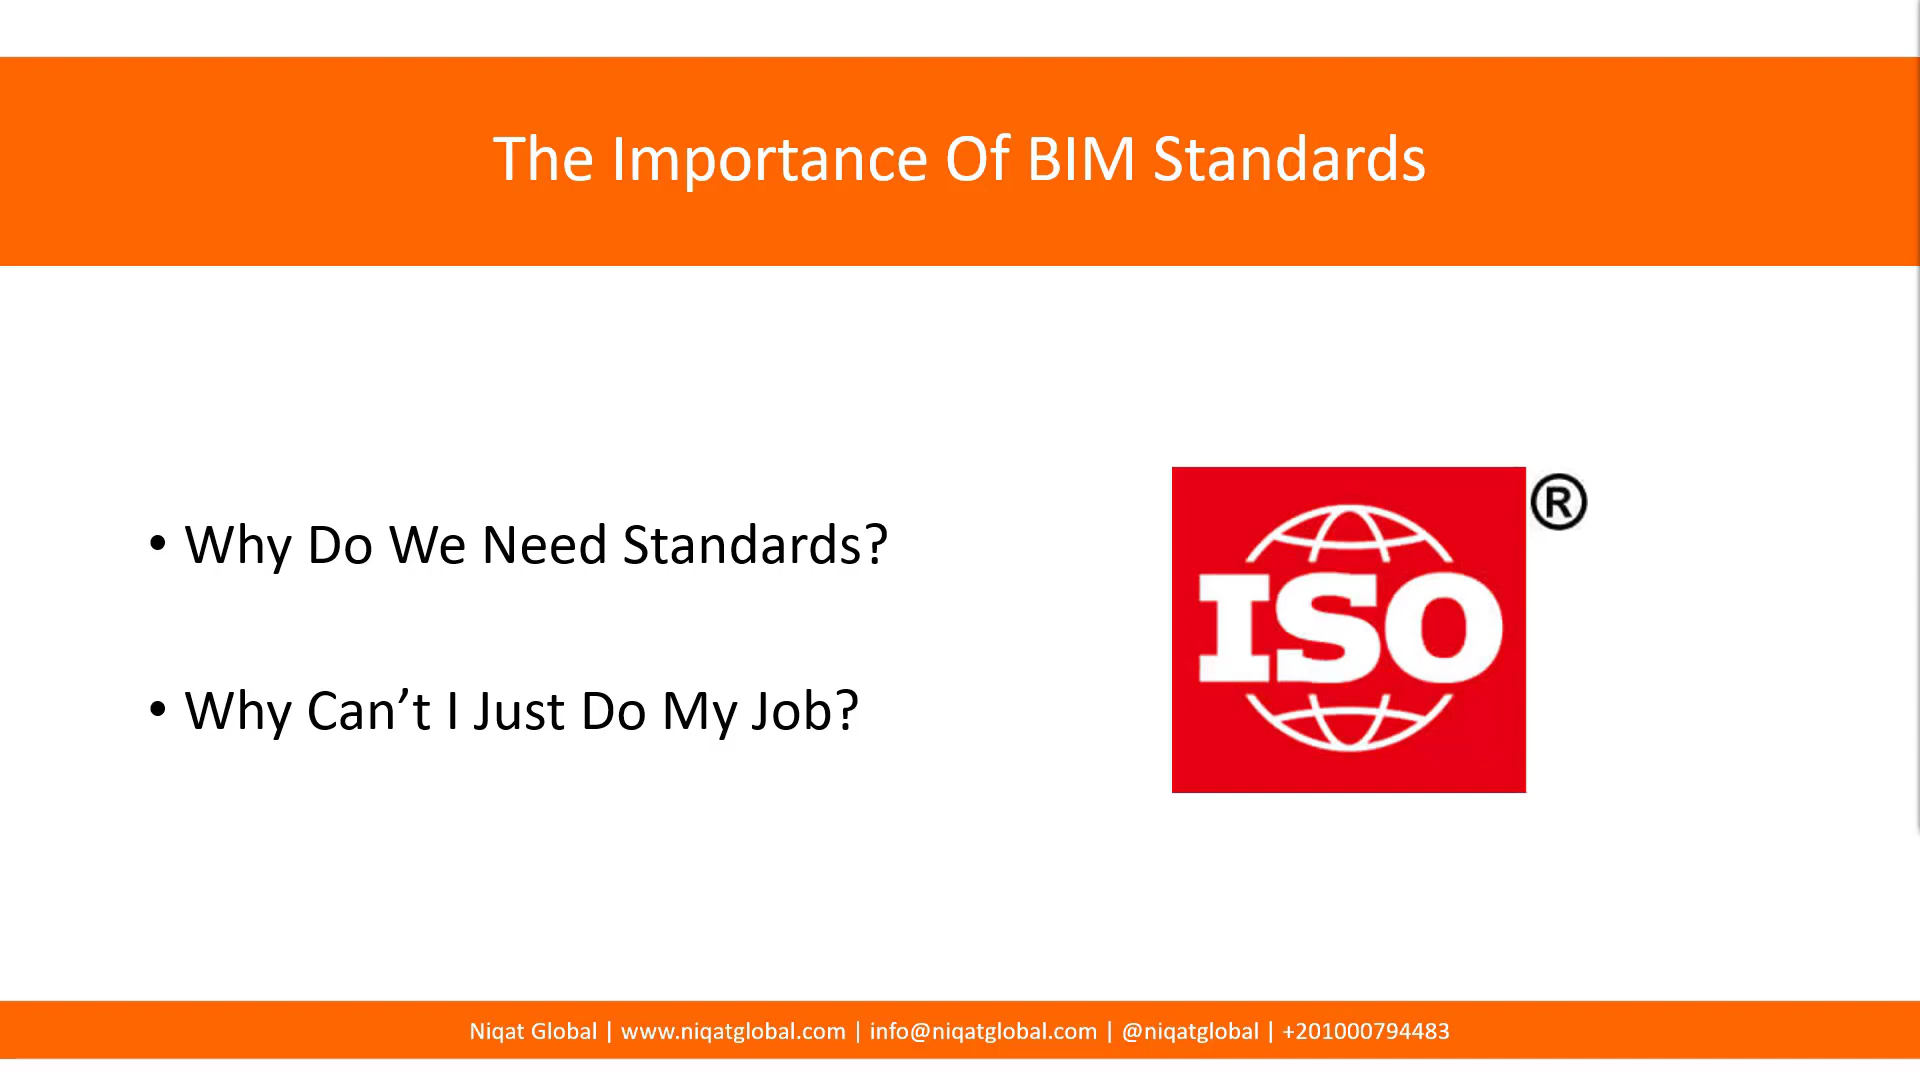 The Importance Of BIM Standards
• Why Do We Need Standards?
• Why Can’t I Just Do My Job?
ISO ®
Niqat Global | www.niqatglobal.com | info@niqatglobal.com | @niqatglobal | +201000794483